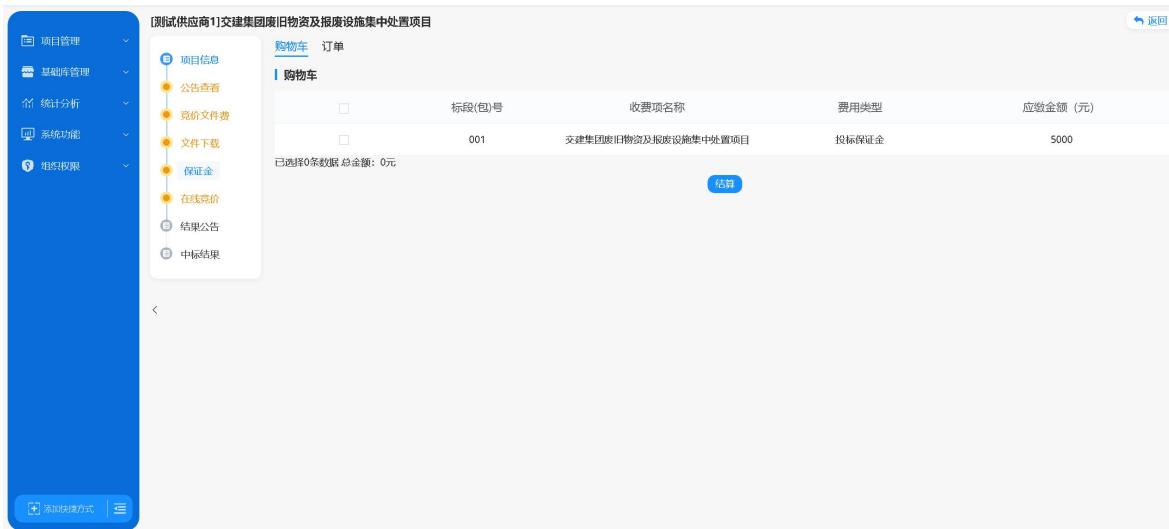 [测试供应商1]交建集团废旧物资及报废设施集中处置项目
返回
项目管理
基础库管理
统计分析
系统功能
组织权限
添加快捷方式
项目信息
公告查看
竞价文件费
文件下载
保证金
在线竞价
结果公告
中标结果
购物车 订单
购物车
标段(包)号 收费项名称 费用类型 应缴金额（元）
001 交建集团废旧物资及报废设施集中处置项目 投标保证金 5000
已选择0条数据 总金额：0元
结算